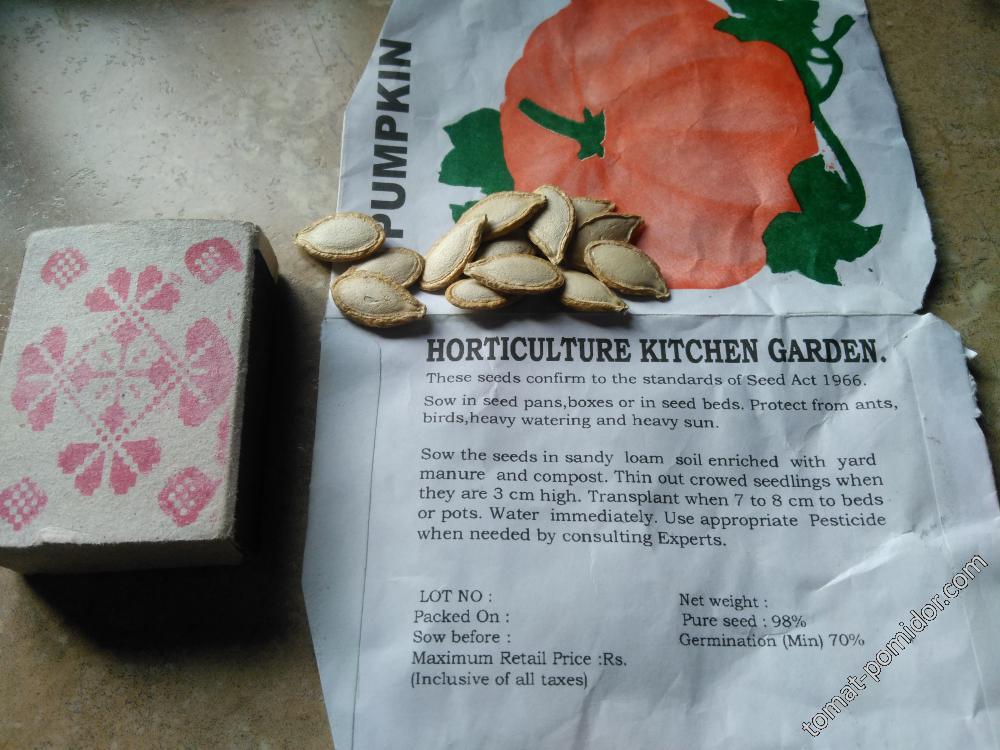 PUMPKIN
HORTICULTURE KITCHEN GARDEN.
These seeds confirm to the standards of Seed Act 1966.
Sow in seed pans,boxes or in seed beds. Protect from ants,
birds,heavy watering and heavy sun.
Sow the seeds in sandy loam soil enriched with yard
manure and compost. Thin out crowed seedlings when
they are 3 cm high. Transplant when 7 to 8 cm to beds
or pots. Water immediately. Use appropriate Pesticide
when needed by consulting Experts.
LOT NO :
Packed On :
Sow before :
Maximum Retail Price :Rs.
(Inclusive of all taxes)
Net weight :
Pure seed : 98%
Germination (Min) 70%
tomat-pomidor.com